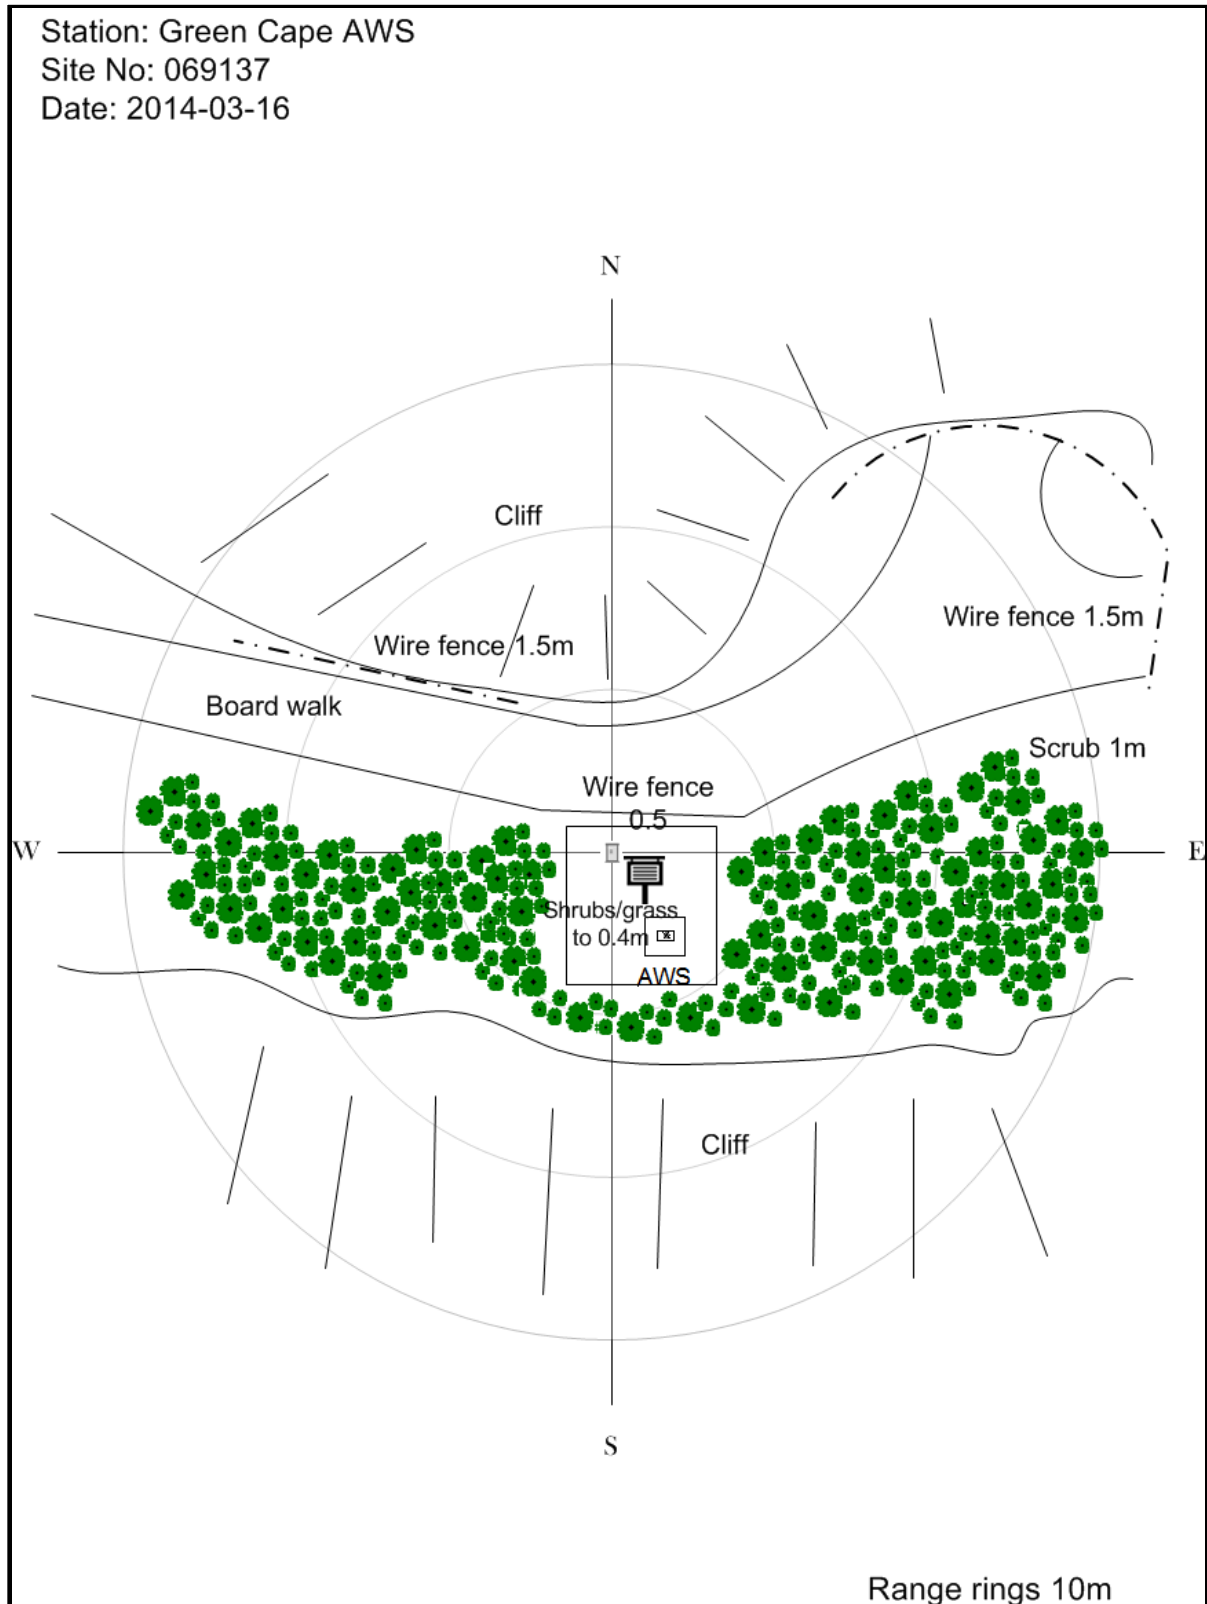 Station: Green Cape AWS
Site No: 069137
Date: 2014-03-16
N
Cliff
Wire fence 1.5m
Wire fence 1.5m
Board walk
Scrub 1m
Wire fence
0.5
W
E
Shrubs/grass
to 0.4m
AWS
Cliff
S
Range rings 10m